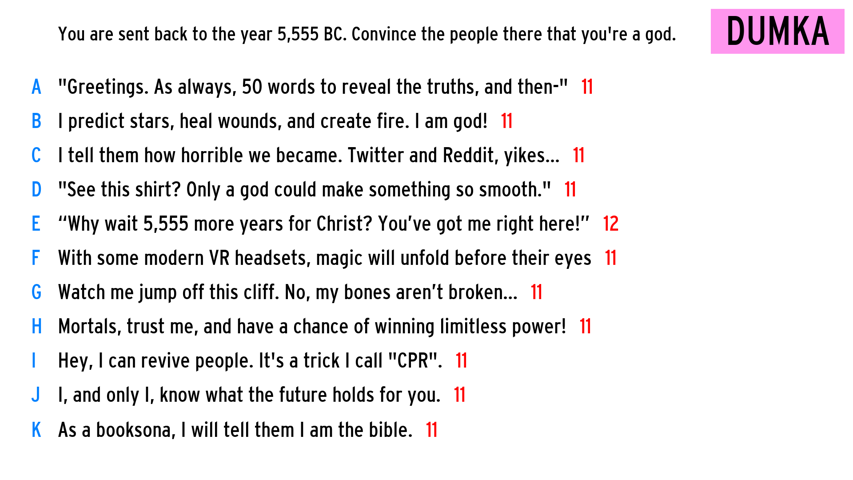 You are sent back to the year 5,555 BC. Convince the people there that you're a god.
DUMKA
A "Greetings. As always, 50 words to reveal the truths, and then-" 11
B I predict stars, heal wounds, and create fire. I am god! 11
C I tell them how horrible we became. Twitter and Reddit, yikes... 11
D "See this shirt? Only a god could make something so smooth." 11
E “Why wait 5,555 more years for Christ? You’ve got me right here!” 12
F With some modern VR headsets, magic will unfold before their eyes 11
G Watch me jump off this cliff. No, my bones aren’t broken... 11
H Mortals, trust me, and have a chance of winning limitless power! 11
I Hey, I can revive people. It's a trick I call "CPR". 11
J I, and only I, know what the future holds for you. 11
K As a booksona, I will tell them I am the bible. 11